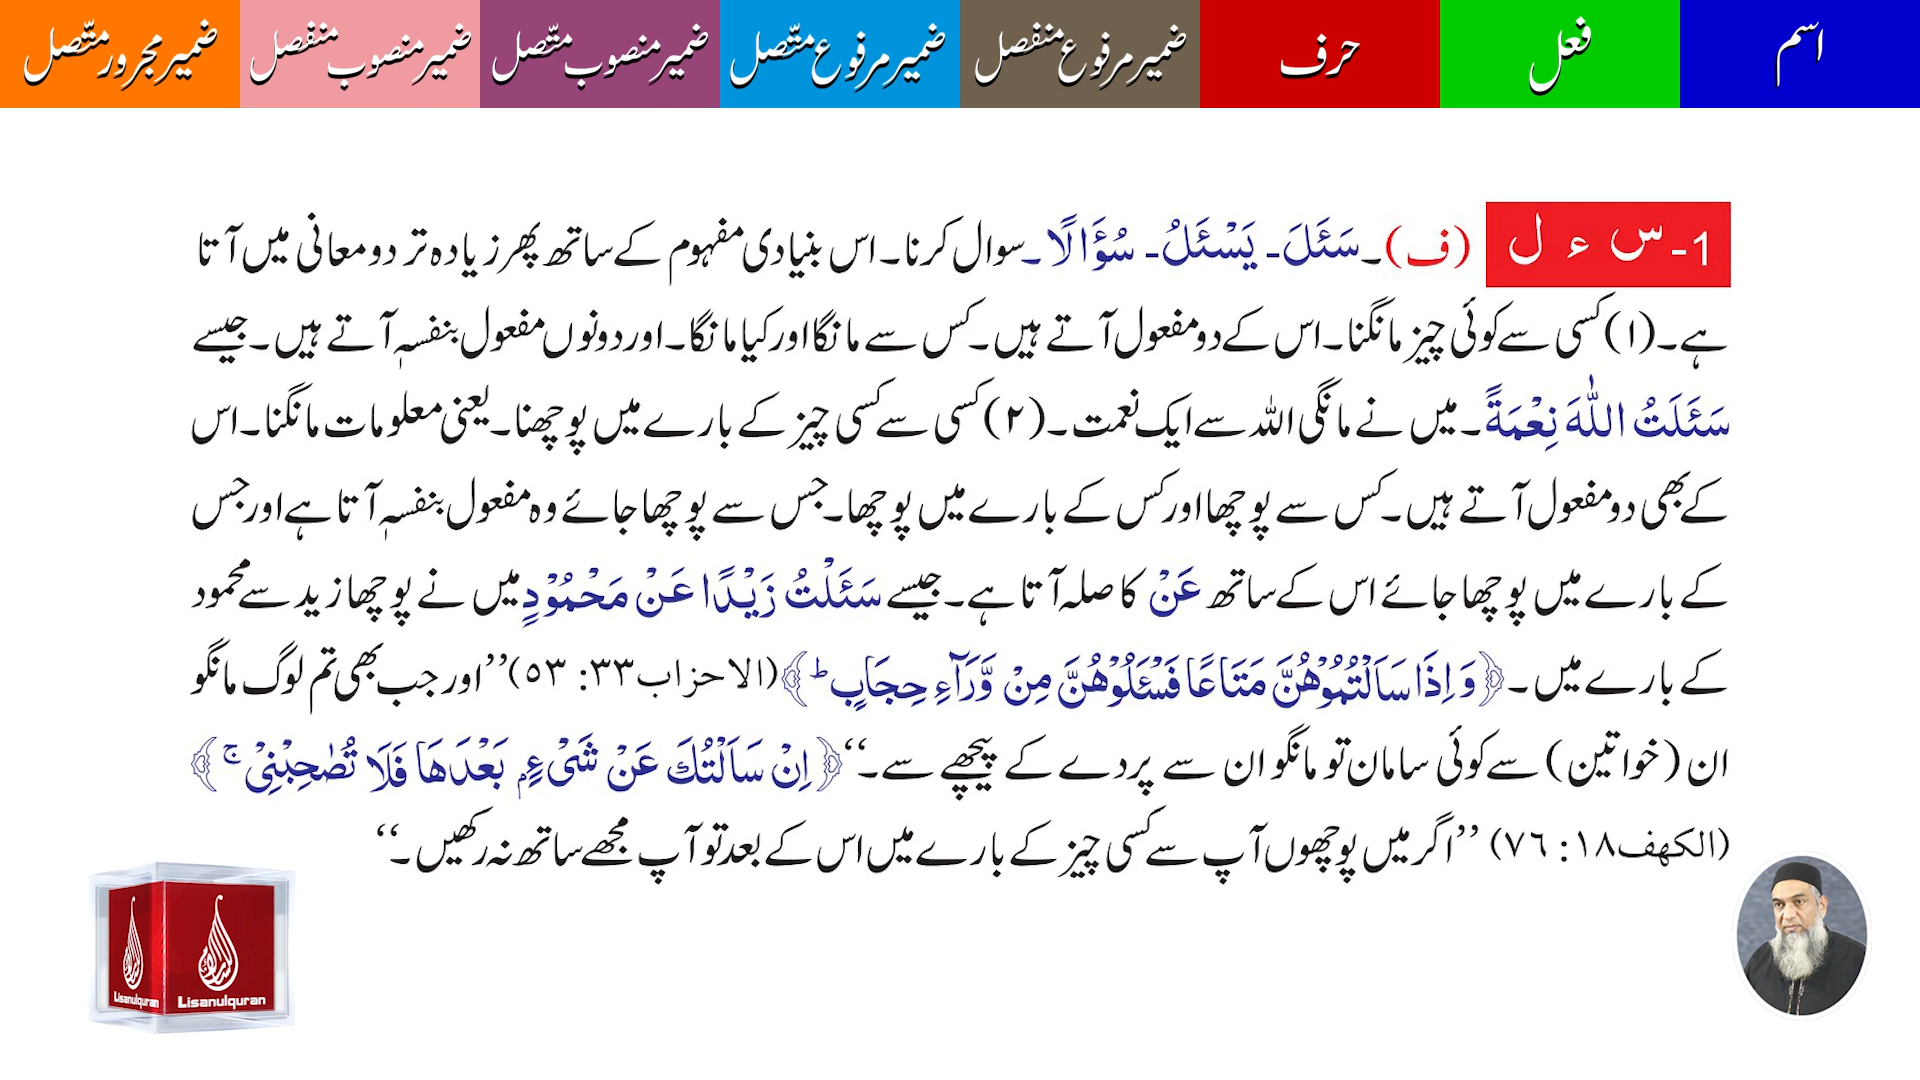 اسم
فعل
حرف
ضمیر مرفوع منفصل
ضمیر مرفوع متّصل
ضمیر منصوب متّصل
ضمیر منصوب منفصل
ضمیر مجرور متّصل
1- س ء ل (ف)۔ سَئَلَ۔ يَسْئَلُ۔ سُؤَالًا ۔ سوال کرنا۔ اس بنیادی مفہوم کے ساتھ پھر زیادہ تر دو معانی میں آتا
ہے۔ (۱) کسی سے کوئی چیز مانگنا۔ اس کے دو مفعول آتے ہیں۔ کس سے مانگا اور کیا مانگا۔ اور دونوں مفعول بنفسہٖ آتے ہیں۔ جیسے
سَئَلَتُ اللّٰهَ نِعْمَةً ۔ میں نے مانگی اللہ سے ایک نعمت۔ (۲) کسی سے کسی چیز کے بارے میں پوچھنا۔ یعنی معلومات مانگنا۔ اس
کے بھی دو مفعول آتے ہیں۔ کس سے پوچھا اور کس کے بارے میں پوچھا۔ جس سے پوچھا جائے وہ مفعول بنفسہٖ آتا ہے اور جس
کے بارے میں پوچھا جائے اس کے ساتھ عَنْ کا صلہ آتا ہے۔ جیسے سَئَلْتُ زَيْدًا عَنْ مَحْمُوْدٍ میں نے پوچھا زید سے محمود
کے بارے میں۔ ﴿وَاِذَا سَاَلْتُمُوْهُنَّ مَتَاعًا فَسْـَٔلُوْهُنَّ مِنْ وَّرَآءِ حِجَابٍ ؕ﴾ (الاحزاب ۳۳: ۵۳) ’’اور جب بھی تم لوگ مانگو
ان (خواتین) سے کوئی سامان تو مانگو ان سے پردے کے پیچھے سے۔‘‘ ﴿اِنْ سَاَلْتُكَ عَنْ شَیْءٍۭ بَعْدَهَا فَلَا تُصٰحِبْنِیْ ۚ﴾
(الکھف ۱۸: ۷۶) ’’اگر میں پوچھوں آپ سے کسی چیز کے بارے میں اس کے بعد تو آپ مجھے ساتھ نہ رکھیں۔‘‘
Lisanulquran
Lisanulquran